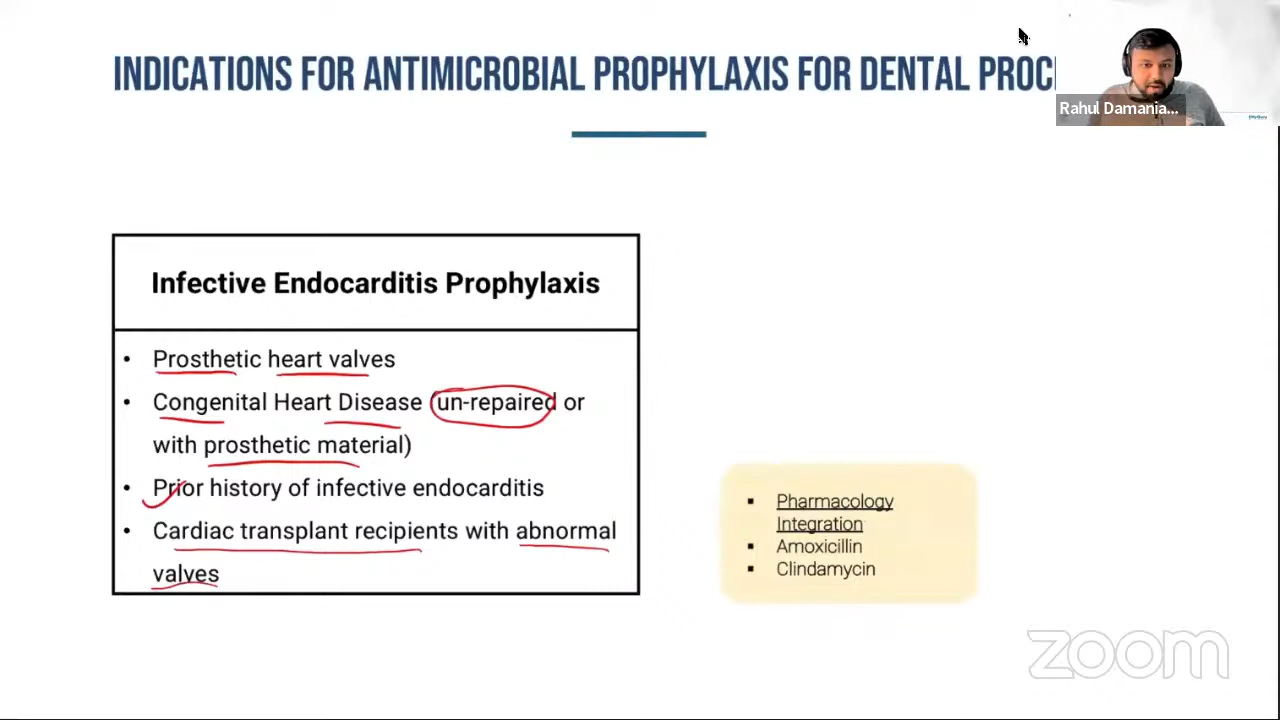 INDICATIONS FOR ANTIMICROBIAL PROPHYLAXIS FOR DENTAL PROC
Rahul Damania...
Infective Endocarditis Prophylaxis
• Prosthetic heart valves
• Congenital Heart Disease (un-repaired or
with prosthetic material)
• Prior history of infective endocarditis
• Cardiac transplant recipients with abnormal
valves
▪ Pharmacology
Integration
▪ Amoxicillin
▪ Clindamycin
zoom